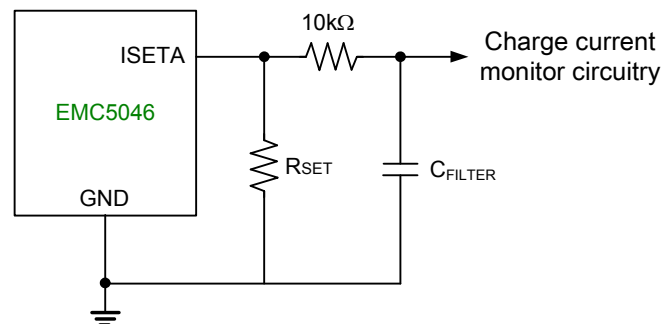 10kΩ
ISETA
Charge current
monitor circuitry
EMC5046
RSET
CFILTER
GND